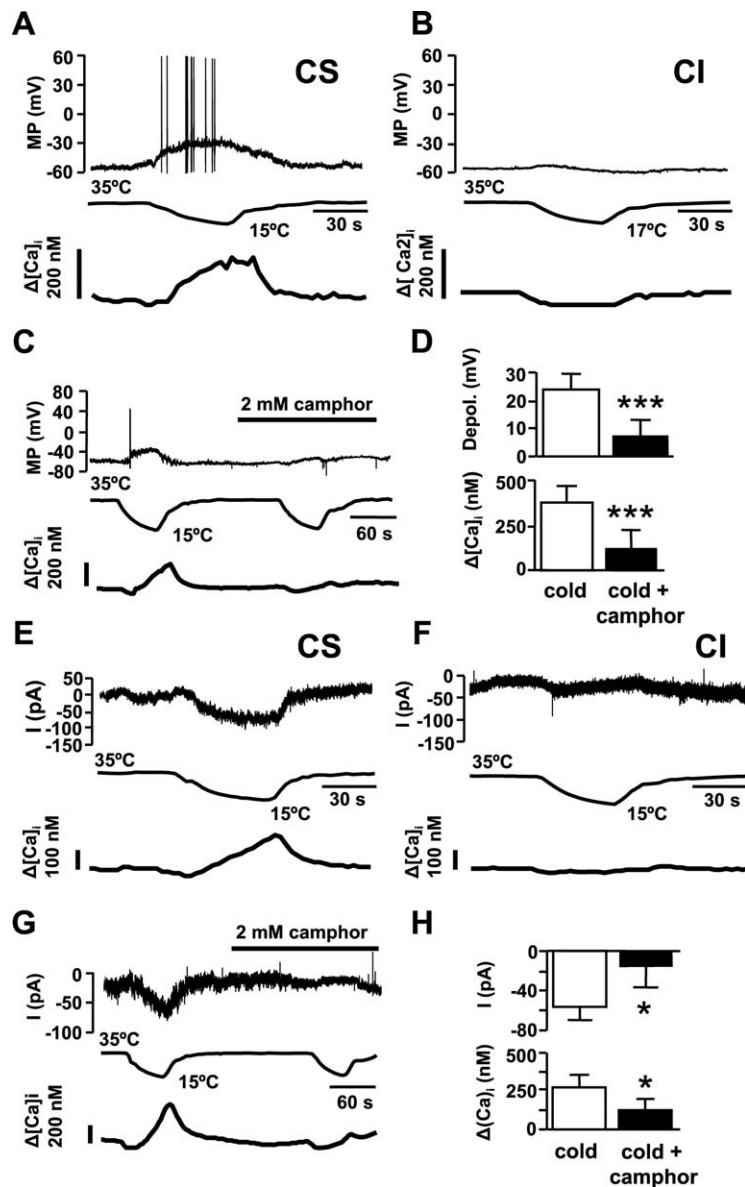 A
CS
60
30
0
-30
-60
MP (mV)
35ºC
15ºC
30 s
Δ[Ca]i
200 nM
B
CI
60
30
0
-30
-60
MP (mV)
35ºC
17ºC
30 s
Δ[ Ca2]i
200 nM
C
2 mM camphor
80
40
0
-40
-80
MP (mV)
35ºC
15ºC
60 s
Δ[Ca]i
200 nM
D
30
20
10
0
Depol. (mV)
***
500
250
0
Δ[Ca]i (nM)
***
cold
cold +
camphor
E
CS
50
0
-50
-100
-150
I (pA)
35ºC
15ºC
30 s
Δ[Ca]i
100 nM
F
CI
0
-50
-100
-150
I (pA)
35ºC
15ºC
30 s
Δ[Ca]i
100 nM
G
2 mM camphor
0
-50
-100
I (pA)
35ºC
15ºC
60 s
Δ[Ca]i
200 nM
H
0
-40
-80
I (pA)
*
500
250
0
Δ(Ca)i (nM)
*
cold
cold +
camphor